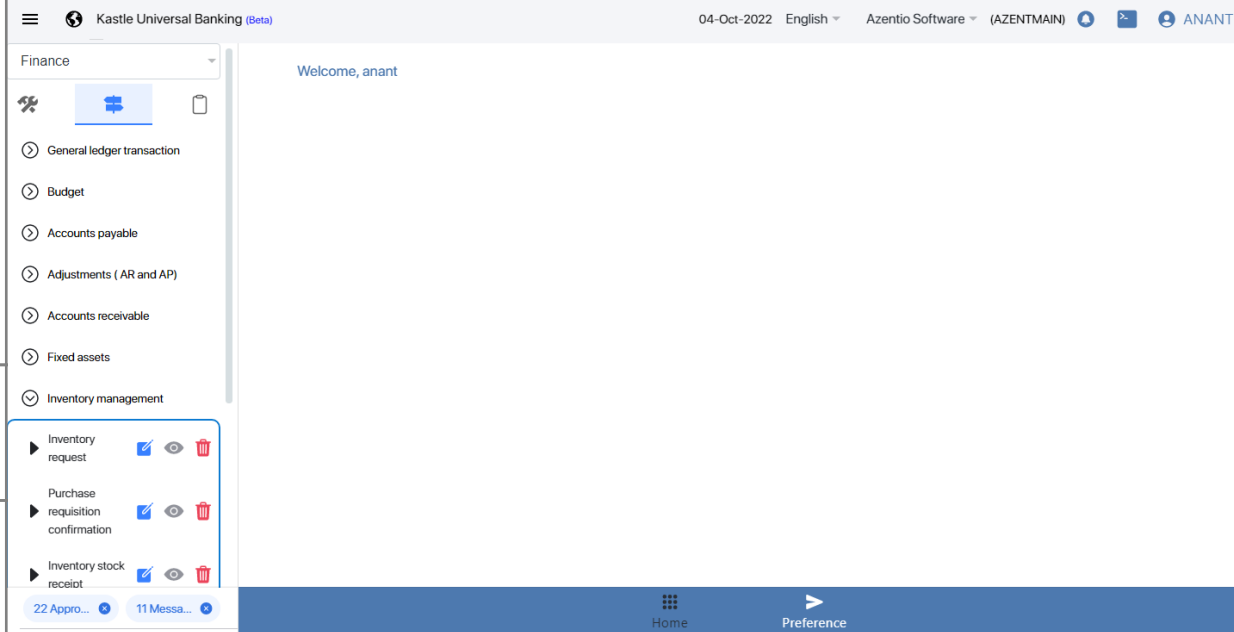 Kastle Universal Banking (Beta)
04-Oct-2022 English Azentio Software (AZENTMAIN) ANANT
Finance
Welcome, anant
General ledger transaction
Budget
Accounts payable
Adjustments ( AR and AP)
Accounts receivable
Fixed assets
Inventory management
Inventory
request
Purchase
requisition
confirmation
Inventory stock
receipt
22 Appro... 11 Messa...
Home
Preference